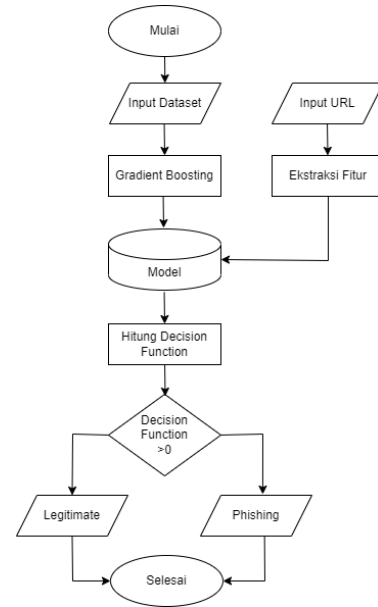 Mulai
Input Dataset
Input URL
Gradient Boosting
Ekstraksi Fitur
Model
Hitung Decision
Function
Decision
Function
>0
Legitimate
Phishing
Selesai